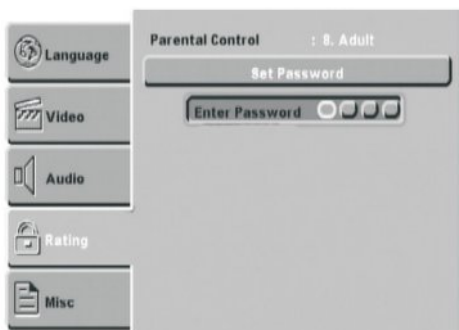 Language
Video
Audio
Rating
Misc
Parental Control : 8. Adult
Set Password
Enter Password